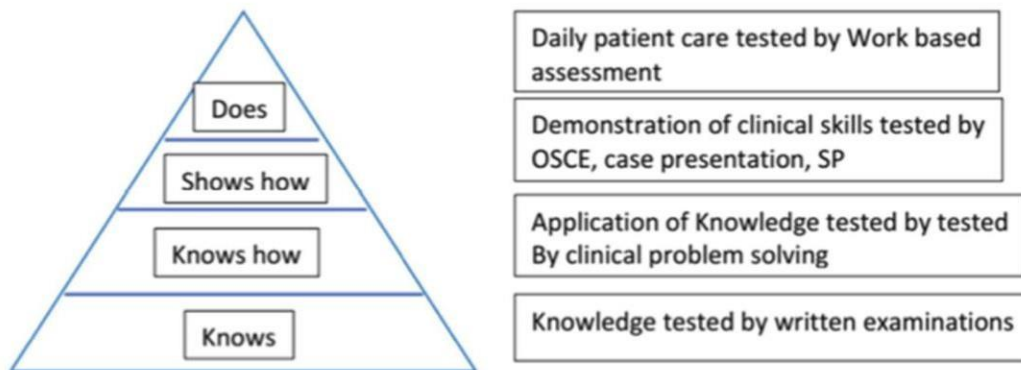 Does
Shows how
Knows how
Knows
Daily patient care tested by Work based
assessment
Demonstration of clinical skills tested by
OSCE, case presentation, SP
Application of Knowledge tested by tested
By clinical problem solving
Knowledge tested by written examinations